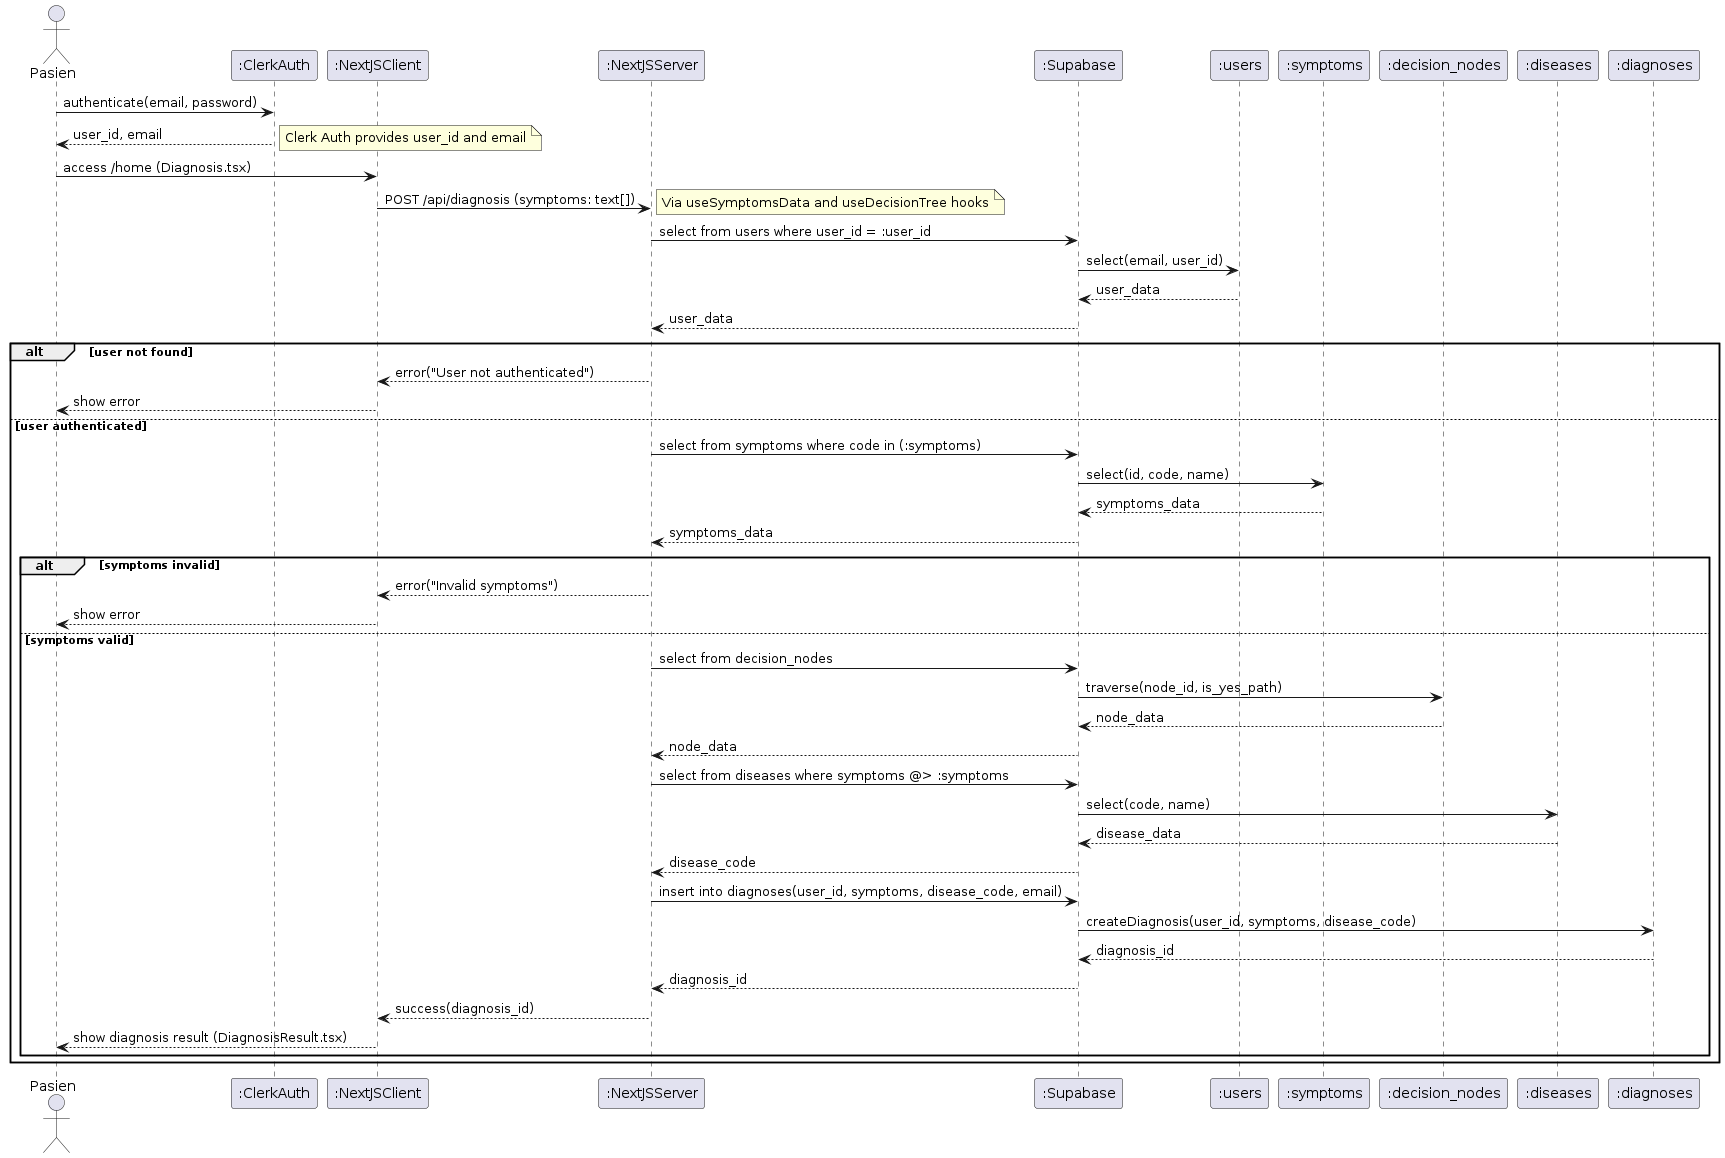 Pasien
:ClerkAuth
:NextJSClient
:NextJSServer
:Supabase
:users
:symptoms
:decision_nodes
:diseases
:diagnoses
authenticate(email, password)
user_id, email
Clerk Auth provides user_id and email
access /home (Diagnosis.tsx)
POST /api/diagnosis (symptoms: text[])
Via useSymptomsData and useDecisionTree hooks
select from users where user_id = :user_id
select(email, user_id)
user_data
user_data
alt [user not found]
error("User not authenticated")
show error
[user authenticated]
select from symptoms where code in (:symptoms)
select(id, code, name)
symptoms_data
symptoms_data
alt [symptoms invalid]
error("Invalid symptoms")
show error
[symptoms valid]
select from decision_nodes
traverse(node_id, is_yes_path)
node_data
node_data
select from diseases where symptoms @> :symptoms
select(code, name)
disease_data
disease_code
insert into diagnoses(user_id, symptoms, disease_code, email)
createDiagnosis(user_id, symptoms, disease_code)
diagnosis_id
diagnosis_id
success(diagnosis_id)
show diagnosis result (DiagnosisResult.tsx)
Pasien
:ClerkAuth
:NextJSClient
:NextJSServer
:Supabase
:users
:symptoms
:decision_nodes
:diseases
:diagnoses